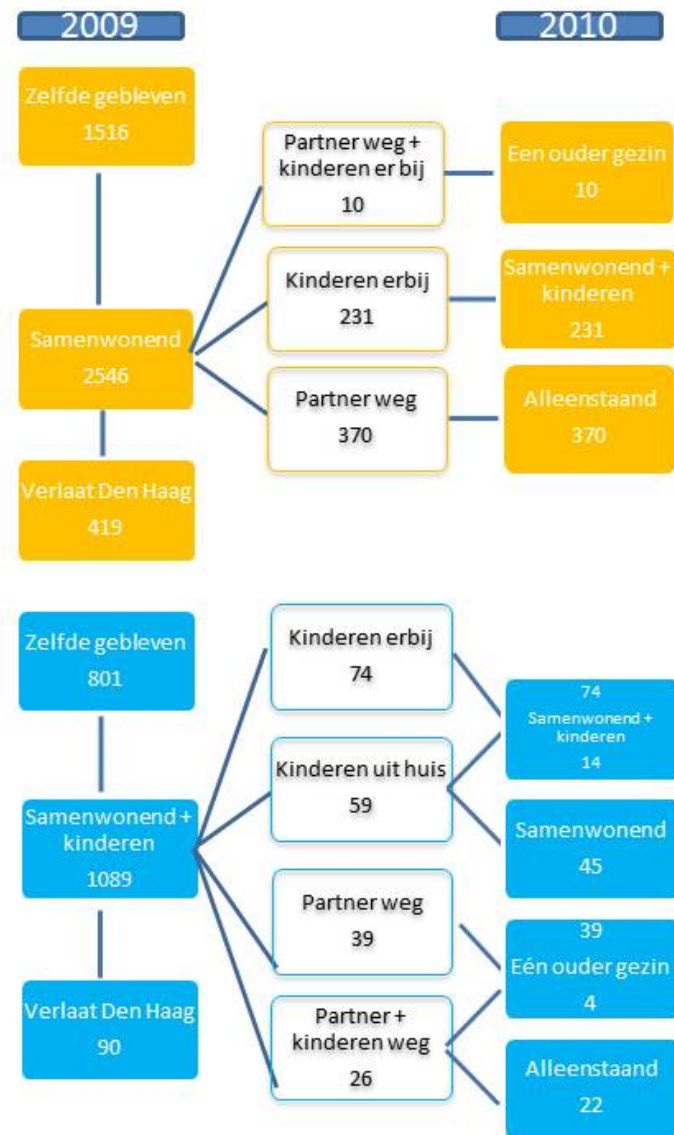 2009
2010
Zelfde gebleven
1516
Partner weg +
kinderen er bij
10
Een ouder gezin
10
Kinderen erbij
231
Samenwonend +
kinderen
231
Samenwonend
2546
Partner weg
370
Alleenstaand
370
Verlaat Den Haag
419
Zelfde gebleven
801
Kinderen erbij
74
74
Samenwonend +
kinderen
14
Kinderen uit huis
59
Samenwonend +
kinderen
1089
Samenwonend
45
Partner weg
39
39
Eén ouder gezin
4
Verlaat Den Haag
90
Partner +
kinderen weg
26
Alleenstaand
22